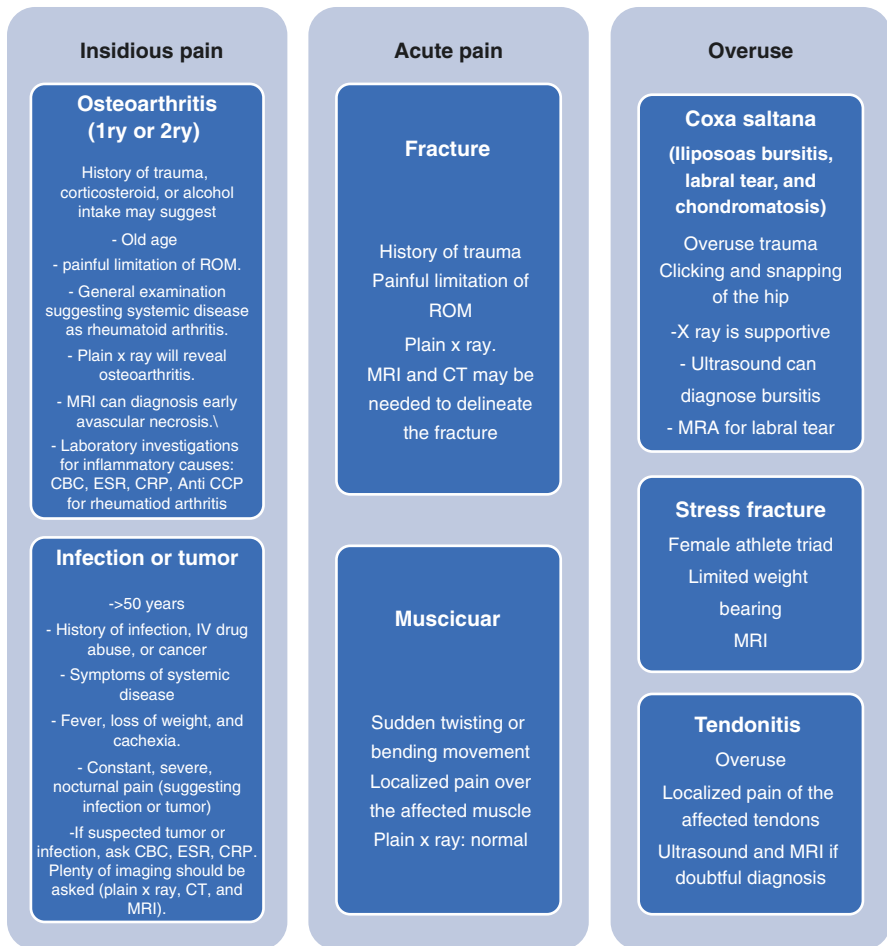 Insidious pain
Osteoarthritis
(1ry or 2ry)
History of trauma,
corticosteroid, or alcohol
intake may suggest
- Old age
- painful limitation of ROM.
- General examination
suggesting systemic disease
as rheumatoid arthritis.
- Plain x ray will reveal
osteoarthritis.
- MRI can diagnosis early
avascular necrosis.\
- Laboratory investigations
for inflammatory causes:
CBC, ESR, CRP, Anti CCP
for rheumatiod arthritis
Infection or tumor
->50 years
- History of infection, IV drug
abuse, or cancer
- Symptoms of systemic
disease
- Fever, loss of weight, and
cachexia.
- Constant, severe,
nocturnal pain (suggesting
infection or tumor)
-If suspected tumor or
infection, ask CBC, ESR, CRP.
Plenty of imaging should be
asked (plain x ray, CT, and
MRI).
Acute pain
Fracture
History of trauma
Painful limitation of
ROM
Plain x ray.
MRI and CT may be
needed to delineate
the fracture
Muscicuar
Sudden twisting or
bending movement
Localized pain over
the affected muscle
Plain x ray: normal
Overuse
Coxa saltana
(Iliposoas bursitis,
labral tear, and
chondromatosis)
Overuse trauma
Clicking and snapping
of the hip
-X ray is supportive
- Ultrasound can
diagnose bursitis
- MRA for labral tear
Stress fracture
Female athlete triad
Limited weight
bearing
MRI
Tendonitis
Overuse
Localized pain of the
affected tendons
Ultrasound and MRI if
doubtful diagnosis